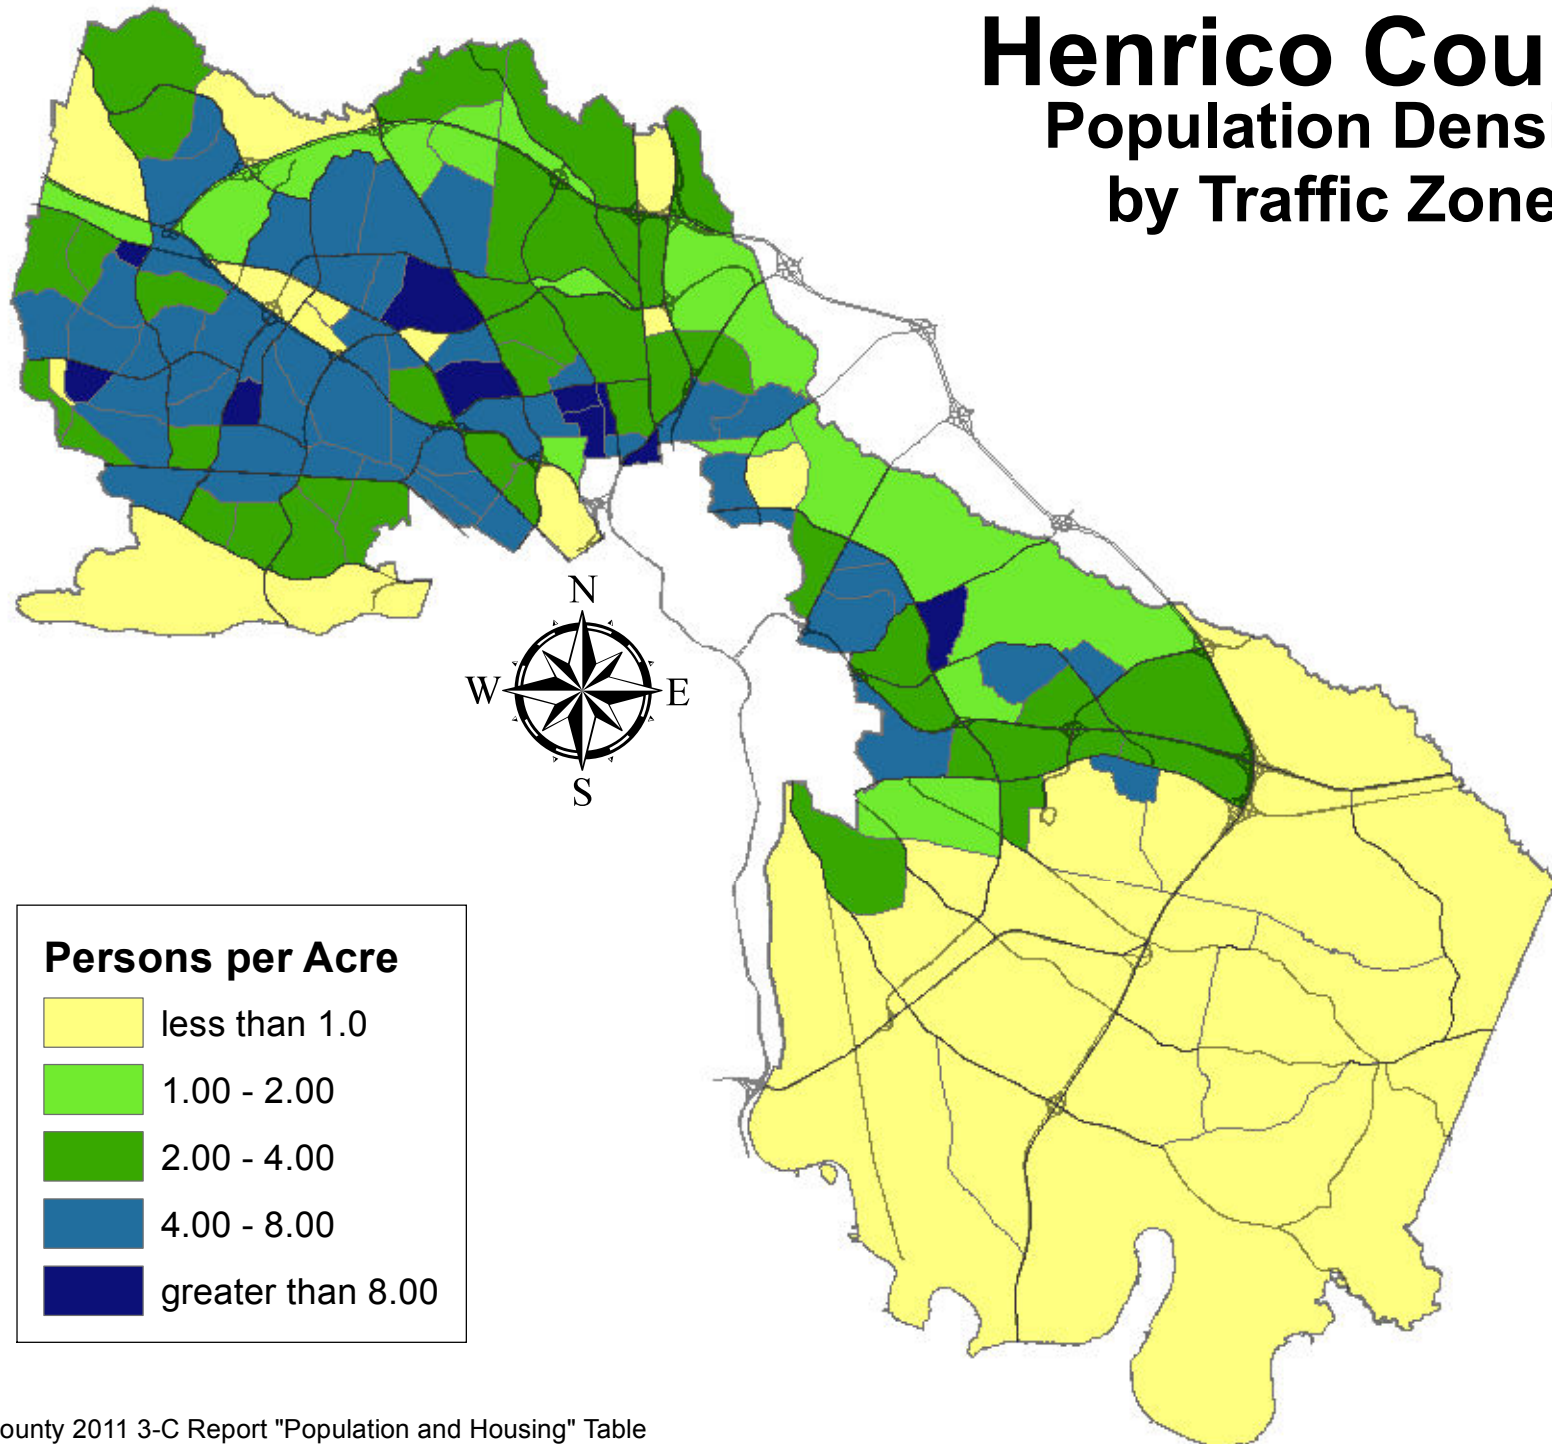 Henrico Cou
Population Dens
by Traffic Zone
N
W E
S
Persons per Acre
less than 1.0
1.00 - 2.00
2.00 - 4.00
4.00 - 8.00
greater than 8.00
ounty 2011 3-C Report "Population and Housing" Table